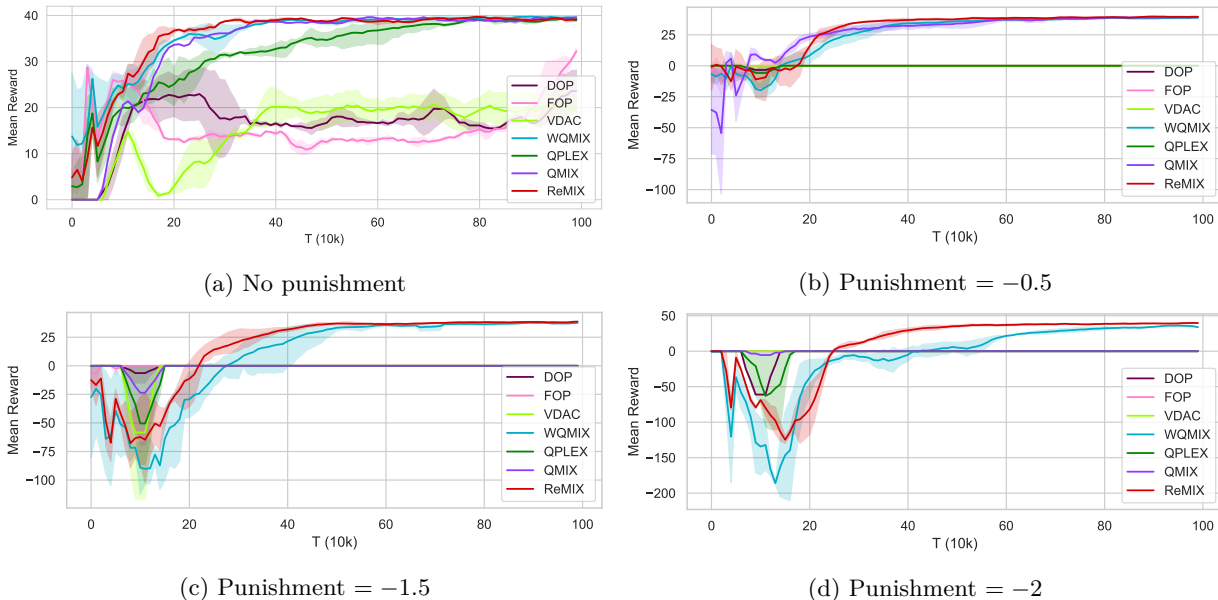 40
30
20
10
0
Mean Reward
0
20
40
60
80
100
T (10k)
DOP
FOP
VDAC
WQMIX
QPLEX
QMIX
ReMIX
(a) No punishment
25
0
−25
−50
−75
−100
Mean Reward
0
20
40
60
80
100
T (10k)
DOP
FOP
VDAC
WQMIX
QPLEX
QMIX
ReMIX
(b) Punishment = −0.5
25
0
−25
−50
−75
−100
Mean Reward
0
20
40
60
80
100
T (10k)
DOP
FOP
VDAC
WQMIX
QPLEX
QMIX
ReMIX
(c) Punishment = −1.5
50
0
−50
−100
−150
−200
Mean Reward
0
20
40
60
80
100
T (10k)
DOP
FOP
VDAC
WQMIX
QPLEX
QMIX
ReMIX
(d) Punishment = −2